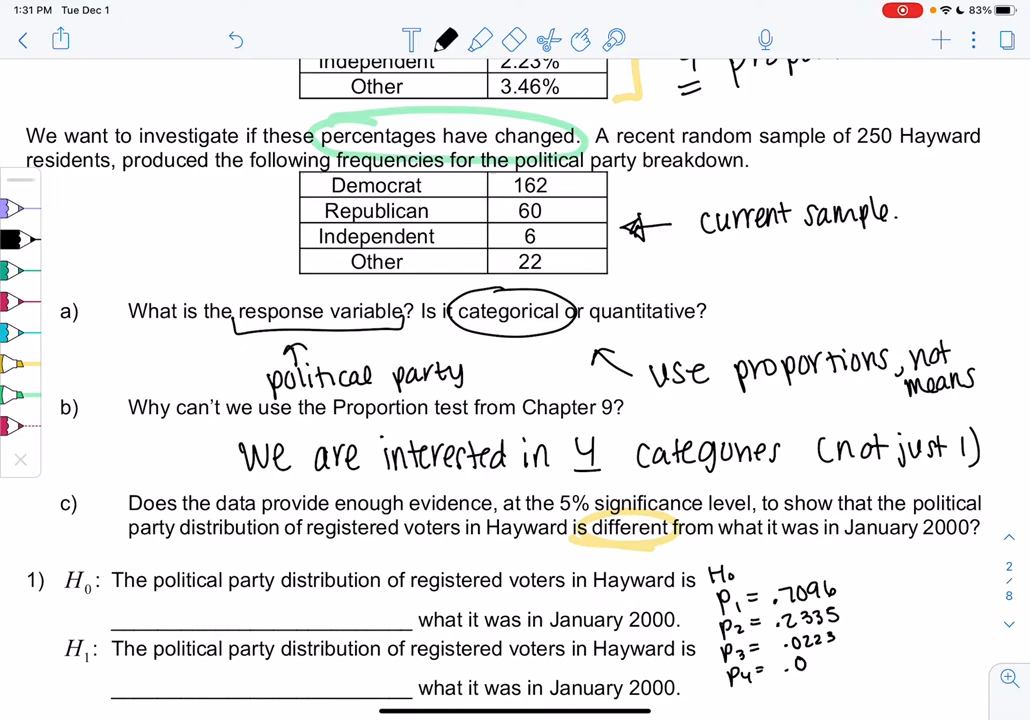 1:31 PM Tue Dec 1
83%
T
Independent 2.23%
Other 3.46%
4
=
We want to investigate if these percentages have changed. A recent random sample of 250 Hayward
residents, produced the following frequencies for the political party breakdown.
Democrat 162
Republican 60
Independent 6
Other 22
current sample.
a) What is the response variable? Is it categorical or quantitative?
political party
use proportions, not
means
b) Why can't we use the Proportion test from Chapter 9?
We are interested in 4 categories (not just 1)
c) Does the data provide enough evidence, at the 5% significance level, to show that the political
party distribution of registered voters in Hayward is different from what it was in January 2000?
1) H0: The political party distribution of registered voters in Hayward is
____________________________ what it was in January 2000.
H1: The political party distribution of registered voters in Hayward is
____________________________ what it was in January 2000.
H0
P1 = .7096
P2 = .2335
P3 = .0223
P4 = .0
2
/
8